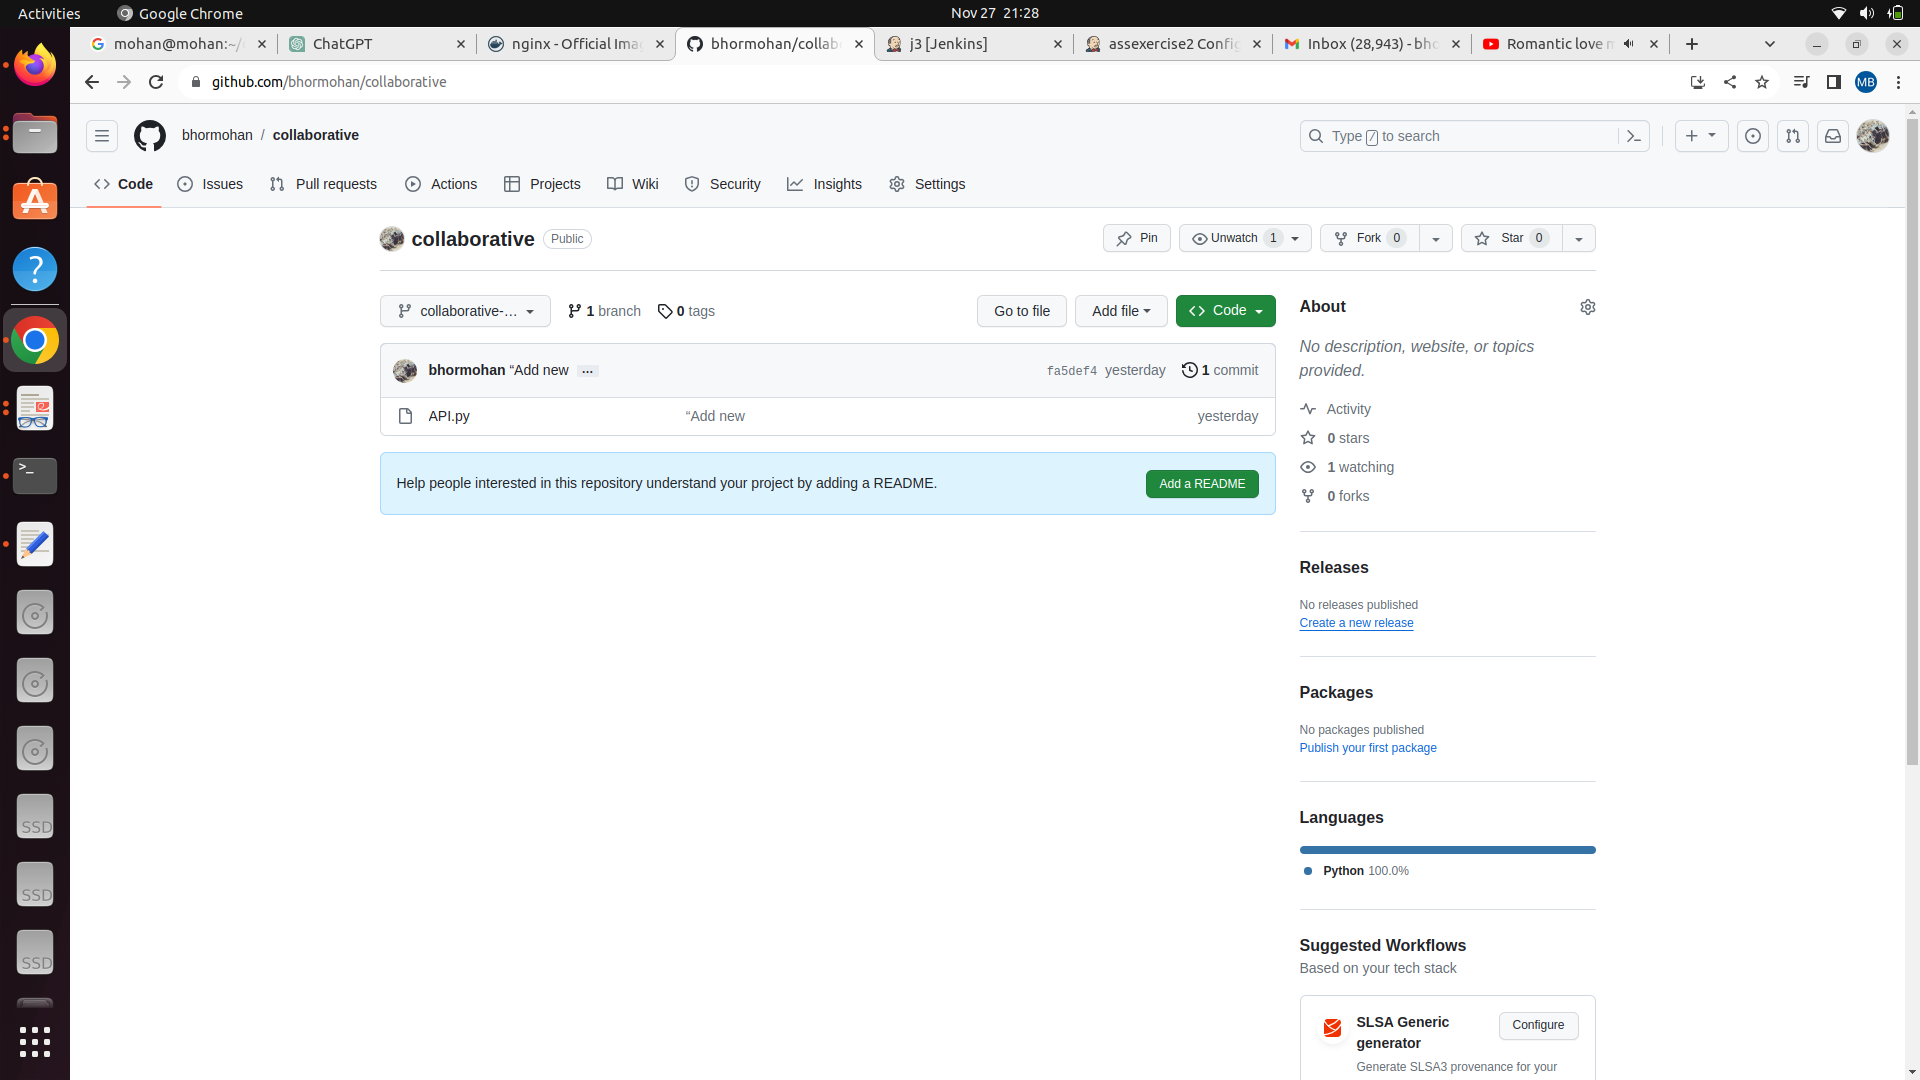 Activities
Google Chrome
Nov 27 21:28
mohan@mohan:~/
ChatGPT
nginx - Official Ima
bhormohan/collab
j3 [Jenkins]
assexercise2 Config
Inbox (28,943) - bho
Romantic love m
github.com/bhormohan/collaborative
MB
bhormohan / collaborative
Type / to search
Code
Issues
Pull requests
Actions
Projects
Wiki
Security
Insights
Settings
collaborative
Public
Pin
Unwatch 1
Fork 0
Star 0
collaborative-...
1 branch
0 tags
Go to file
Add file
Code
About
No description, website, or topics
provided.
bhormohan “Add new ...
fa5def4 yesterday
1 commit
API.py
“Add new
yesterday
Activity
0 stars
1 watching
0 forks
Help people interested in this repository understand your project by adding a README.
Add a README
Releases
No releases published
Create a new release
Packages
No packages published
Publish your first package
Languages
Python 100.0%
Suggested Workflows
Based on your tech stack
SLSA Generic
generator
Configure
Generate SLSA3 provenance for your
SSD
SSD
SSD